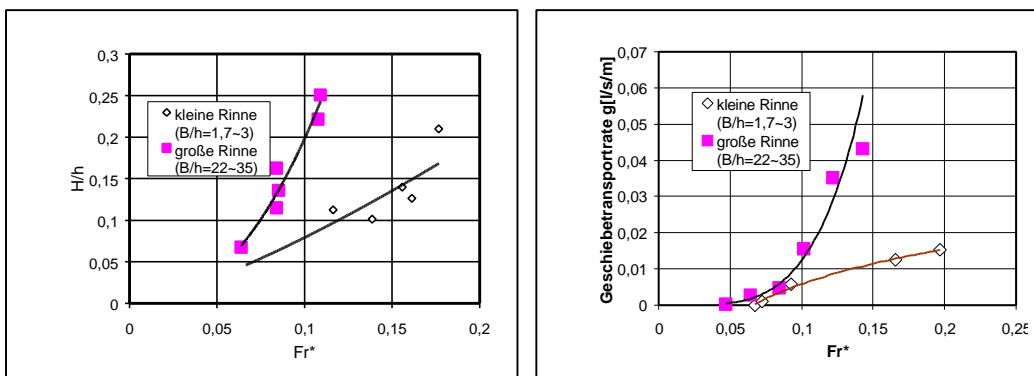 0,3
0,25
0,2
0,15
0,1
0,05
0
H/h
kleine Rinne
(B/h=1,7~3)
große Rinne
(B/h=22~35)
0 0,05 0,1 0,15 0,2
Fr*
0,07
0,06
0,05
0,04
0,03
0,02
0,01
0
Geschiebetransportrate g[l/s/m]
kleine Rinne
(B/h=1,7~3)
große Rinne
(B/h=22~35)
0 0,05 0,1 0,15 0,2 0,25
Fr*